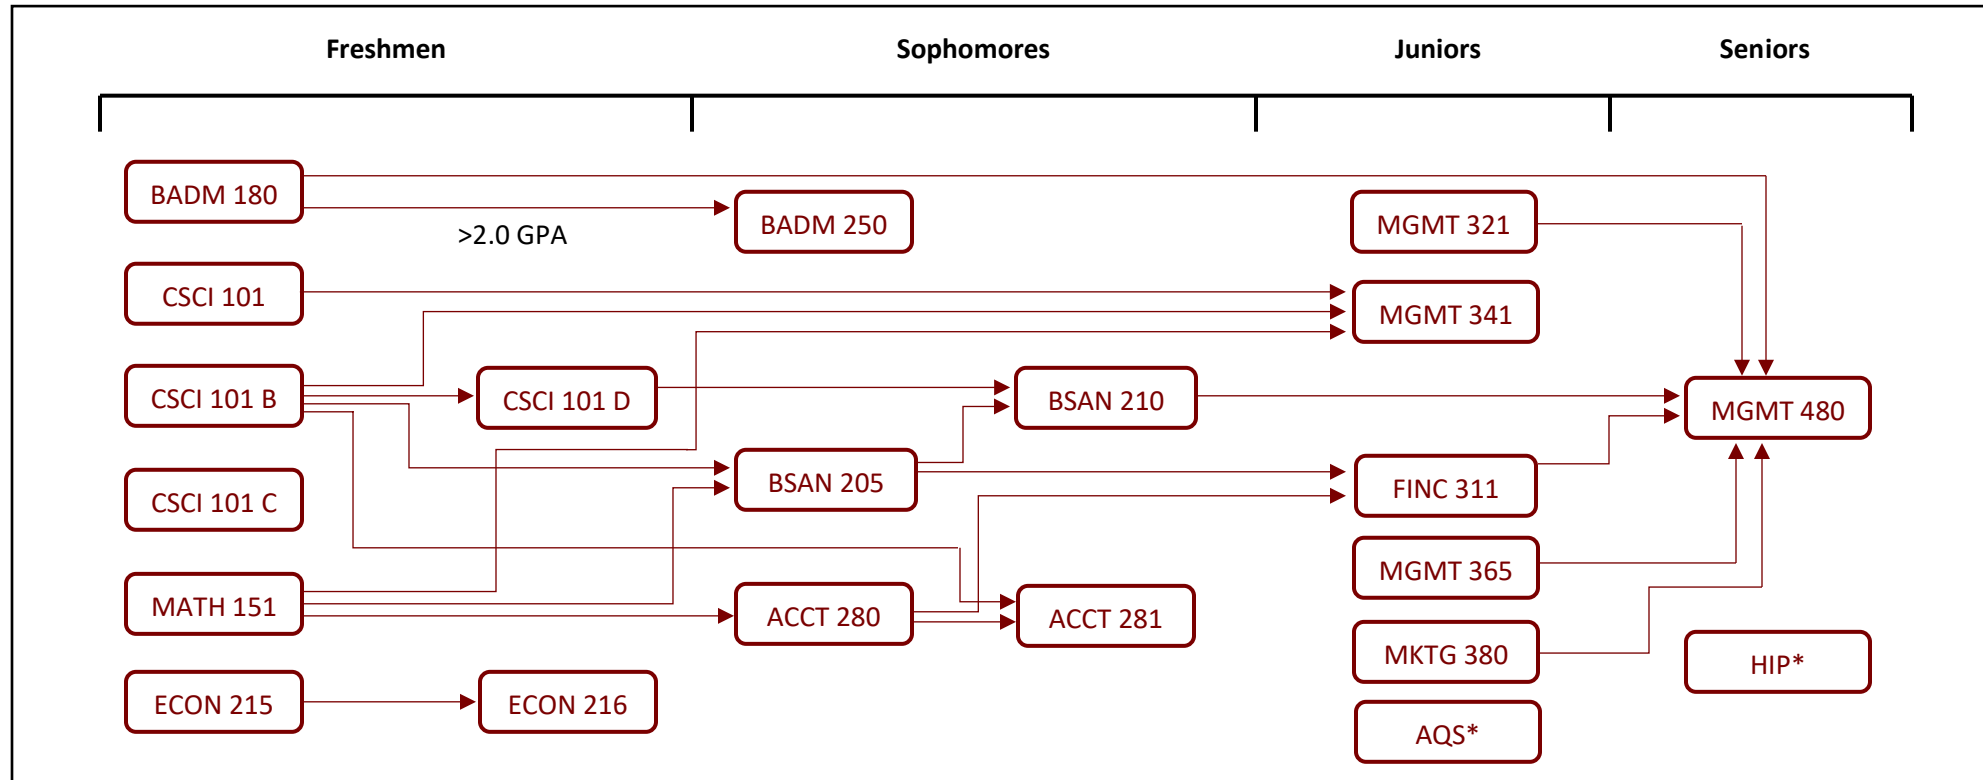 Freshmen Sophomores Juniors Seniors
BADM 180
BADM 250
MGMT 321
>2.0 GPA
CSCI 101
MGMT 341
CSCI 101 B
CSCI 101 D
BSAN 210
MGMT 480
CSCI 101 C
BSAN 205
FINC 311
MGMT 365
MATH 151
ACCT 280
ACCT 281
MKTG 380
HIP*
ECON 215
ECON 216
AQS*